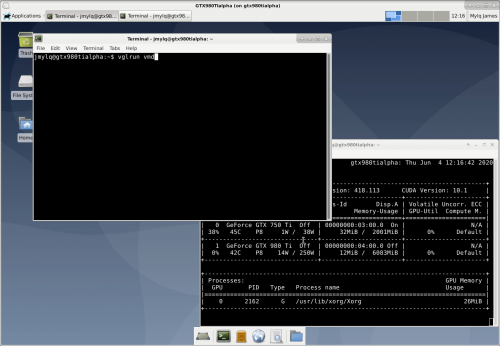 GTX980Tialpha (on gtx980tialpha)
Applications
Terminal - jmylq@gtx98...
Terminal - jmylq@gtx98...
12:16
Mylq James
Terminal - jmylq@gtx980tialpha: ~
File Edit View Terminal Tabs Help
jmylq@gtx980tialpha:~$ vglrun vmd
Trash
File System
Home
gtx980tialpha: ~
gtx980tialpha: Thu Jun 4 12:16:42 2020
sion: 418.113 CUDA Version: 10.1
s-Id Disp.A | Volatile Uncorr. ECC
Memory-Usage | GPU-Util Compute M.
0 GeForce GTX 750 Ti Off | 00000000:03:00.0 On | N/A
38% 45C P8 1W / 38W | 32MiB / 2001MiB | 0% Default
1 GeForce GTX 980 Ti Off | 00000000:04:00.0 Off | N/A
0% 42C P8 14W / 250W | 12MiB / 6083MiB | 0% Default
Processes: GPU Memory
GPU PID Type Process name Usage
0 2162 G /usr/lib/xorg/Xorg 26MiB